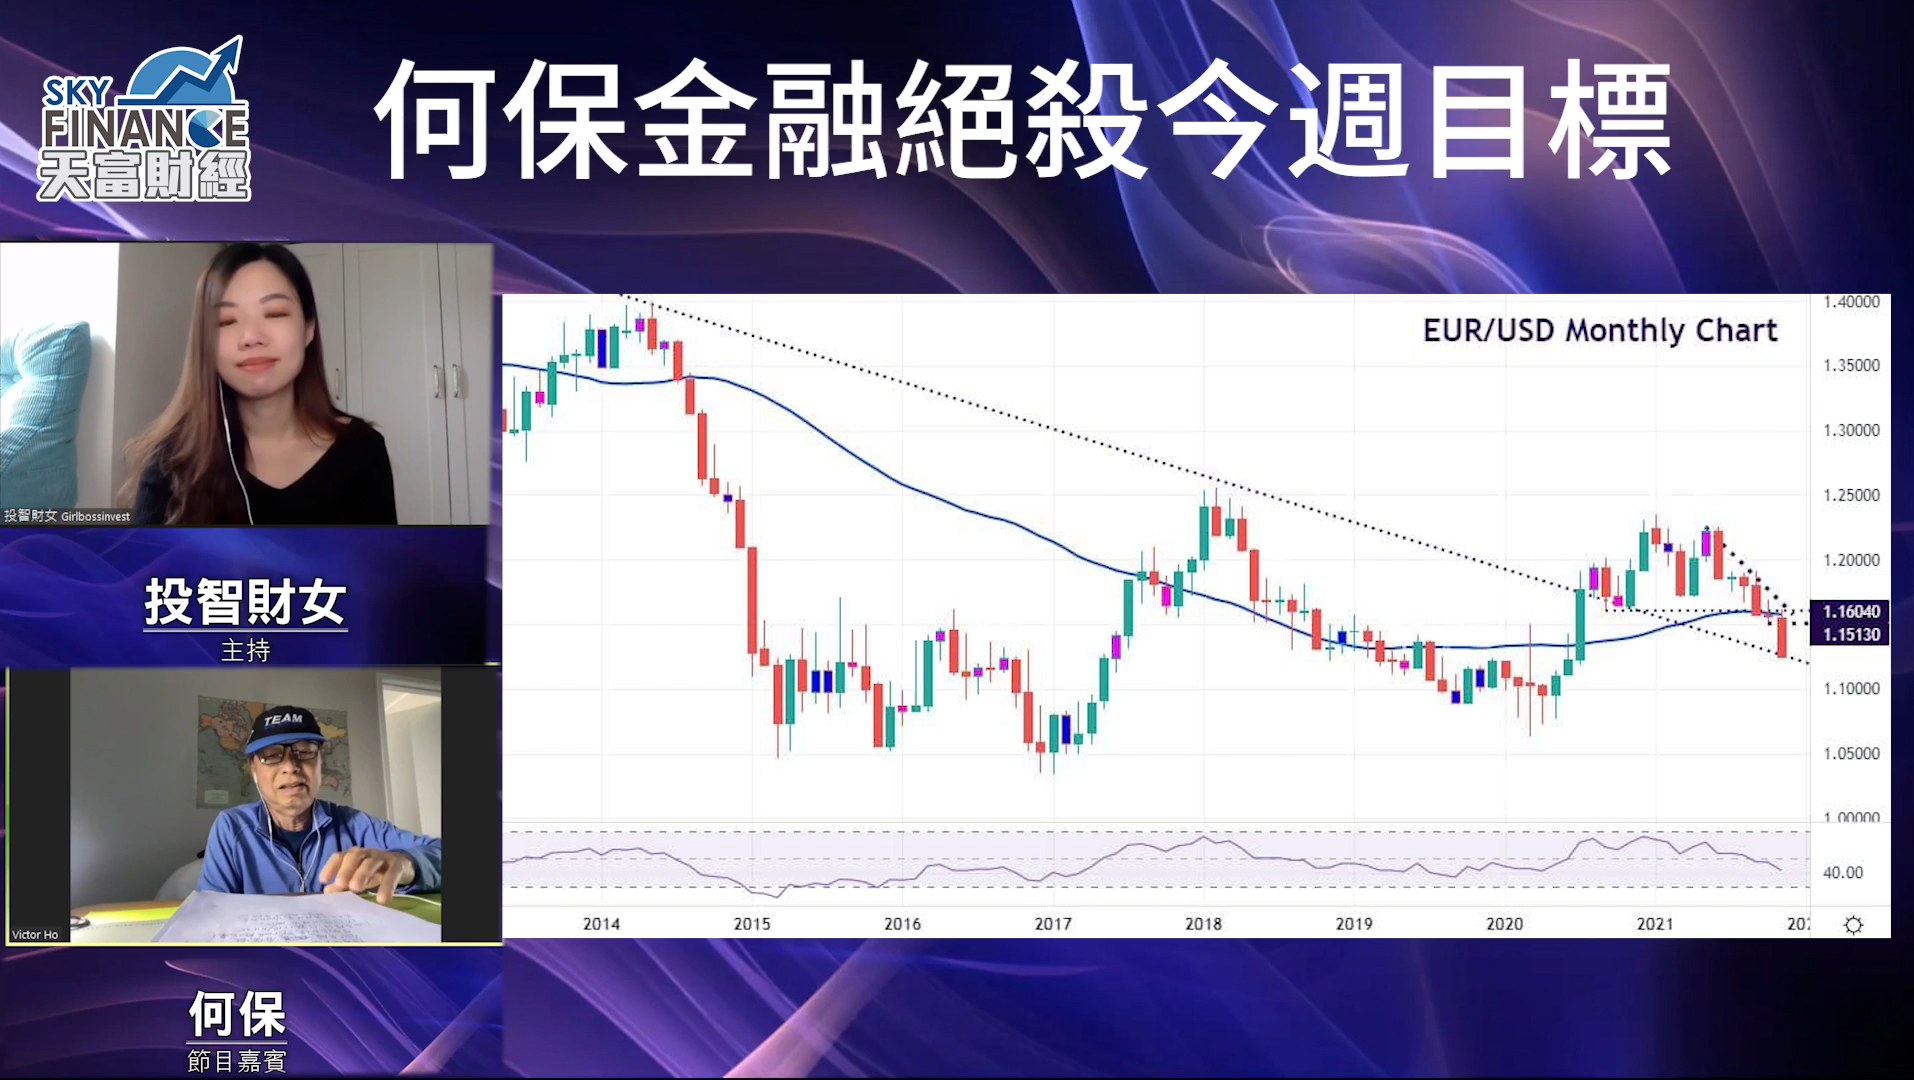 SKY
FINANCE
天富財經
何保金融絕殺今週目標
投智財女 Girlbossinvest
投智財女
主持
TEAM
Victor Ho
何保
節目嘉賓
EUR/USD Monthly Chart
1.40000
1.35000
1.30000
1.25000
1.20000
1.16040
1.15130
1.10000
1.05000
1.00000
40.00
2014 2015 2016 2017 2018 2019 2020 2021